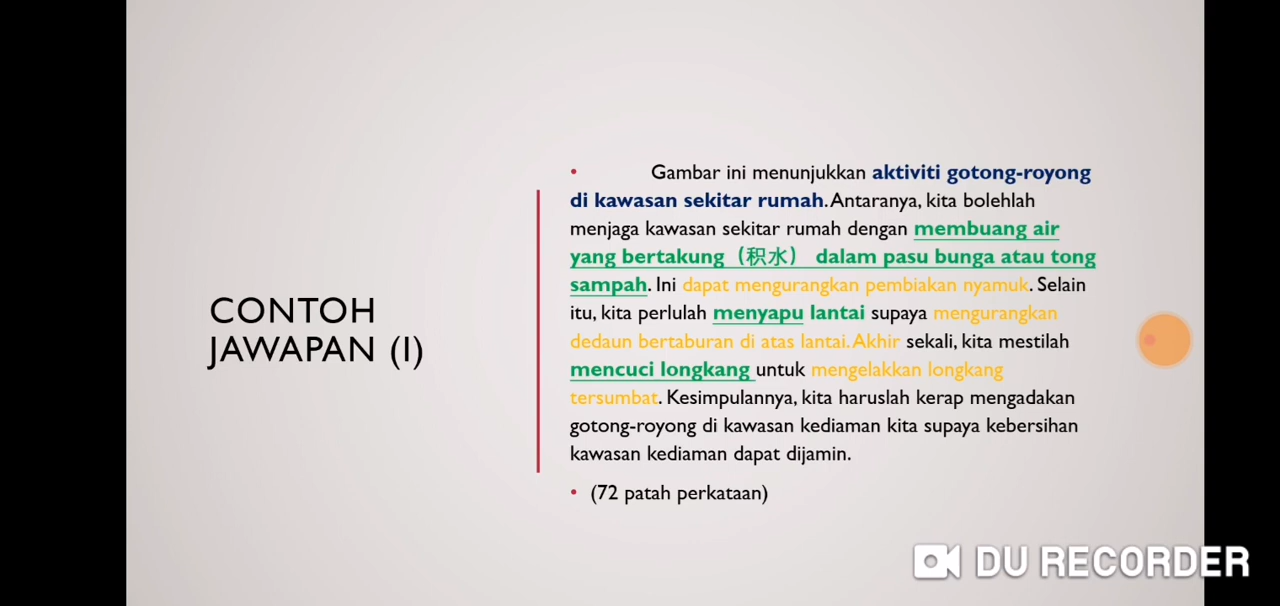 CONTOH
JAWAPAN (I)
• Gambar ini menunjukkan aktiviti gotong-royong
di kawasan sekitar rumah. Antaranya, kita bolehlah
menjaga kawasan sekitar rumah dengan membuang air
yang bertakung（积水） dalam pasu bunga atau tong
sampah. Ini dapat mengurangkan pembiakan nyamuk. Selain
itu, kita perlulah menyapu lantai supaya mengurangkan
dedaun bertaburan di atas lantai. Akhir sekali, kita mestilah
mencuci longkang untuk mengelakkan longkang
tersumbat. Kesimpulannya, kita haruslah kerap mengadakan
gotong-royong di kawasan kediaman kita supaya kebersihan
kawasan kediaman dapat dijamin.
• (72 patah perkataan)
DU RECORDER